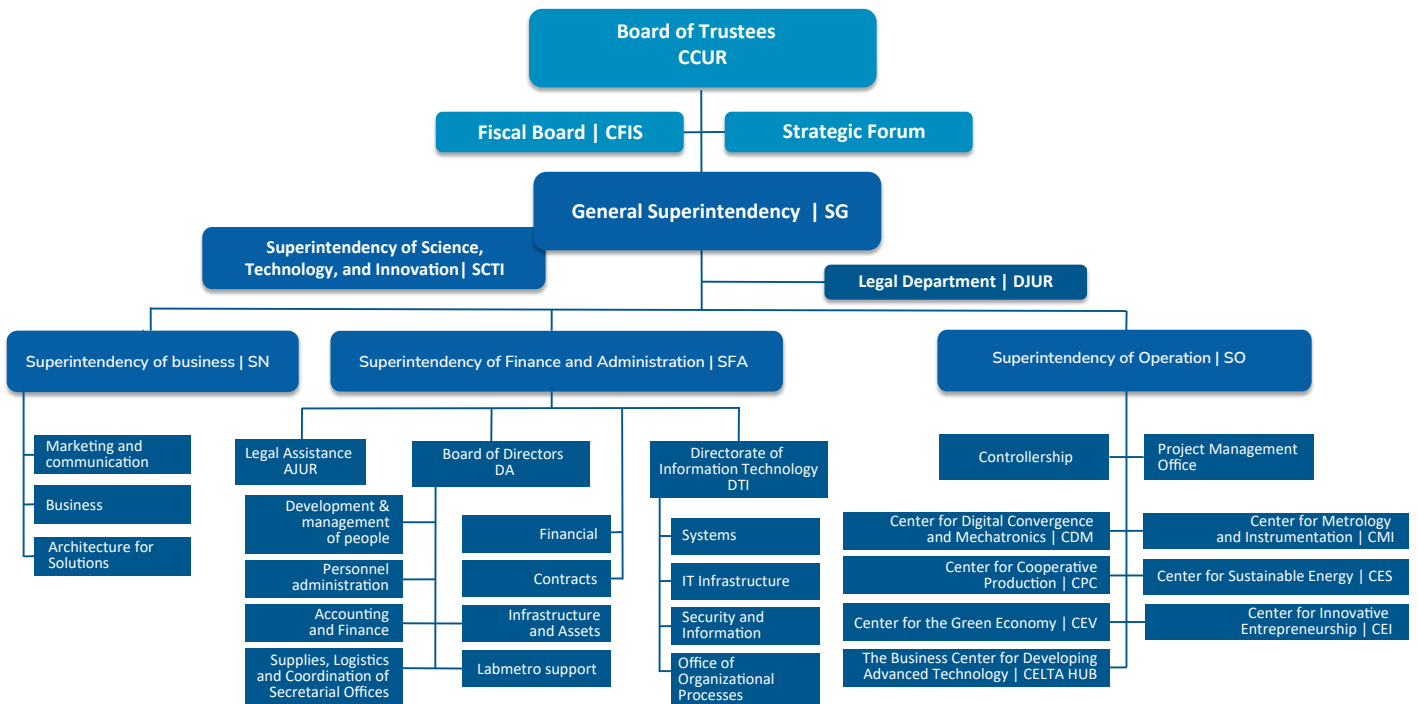 Board of Trustees
CCUR
Fiscal Board | CFIS
Strategic Forum
General Superintendency | SG
Superintendency of Science,
Technology, and Innovation| SCTI
Legal Department | DJUR
Superintendency of business | SN
Superintendency of Finance and Administration | SFA
Superintendency of Operation | SO
Marketing and
communication
Business
Architecture for
Solutions
Legal Assistance
AJUR
Board of Directors
DA
Directorate of
Information Technology
DTI
Development &
management
of people
Personnel
administration
Accounting
and Finance
Supplies, Logistics
and Coordination of
Secretarial Offices
Financial
Contracts
Infrastructure
and Assets
Labmetro support
Systems
IT Infrastructure
Security and
Information
Office of
Organizational
Processes
Controllership
Project Management
Office
Center for Digital Convergence
and Mechatronics | CDM
Center for Metrology
and Instrumentation | CMI
Center for Cooperative
Production | CPC
Center for Sustainable Energy | CES
Center for the Green Economy | CEV
Center for Innovative
Entrepreneurship | CEI
The Business Center for Developing
Advanced Technology | CELTA HUB